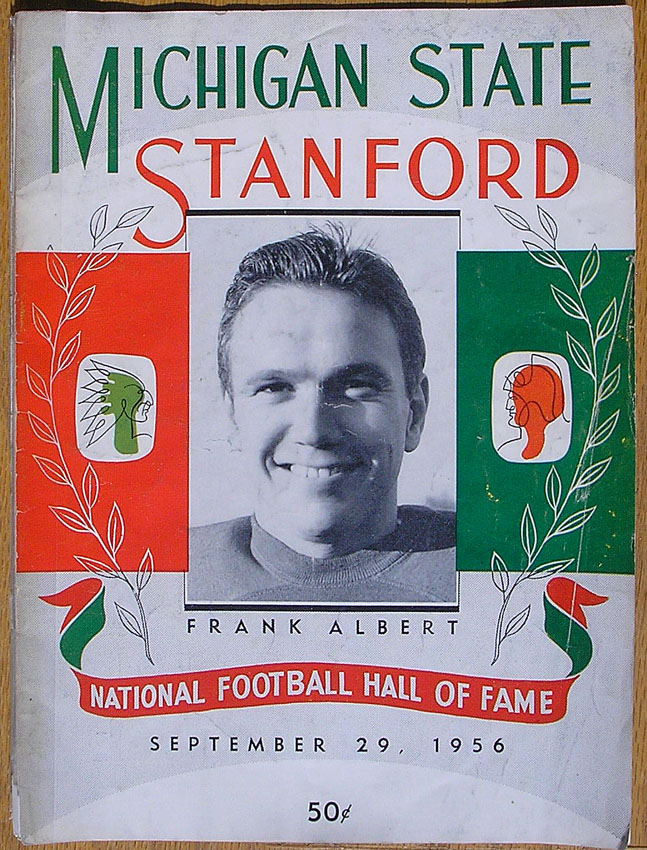 MICHIGAN STATE
STANFORD
FRANK ALBERT
NATIONAL FOOTBALL HALL OF FAME
SEPTEMBER 29, 1956
50¢